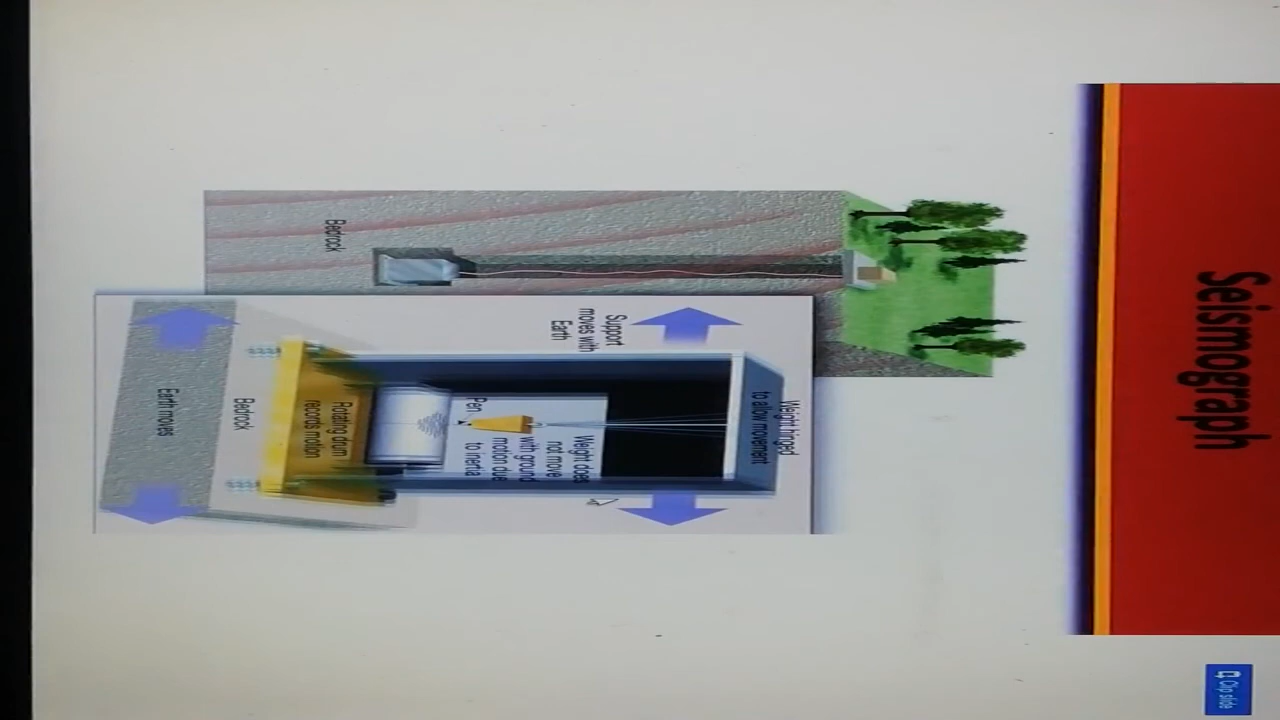 Seismograph
Bedrock
Weight hinged
to allow movement
Support
moves with
Earth
Weight does
not move
with ground
motion due
to inertia
Pen
Rotating drum
records motion
Bedrock
Earth moves
Clip slide